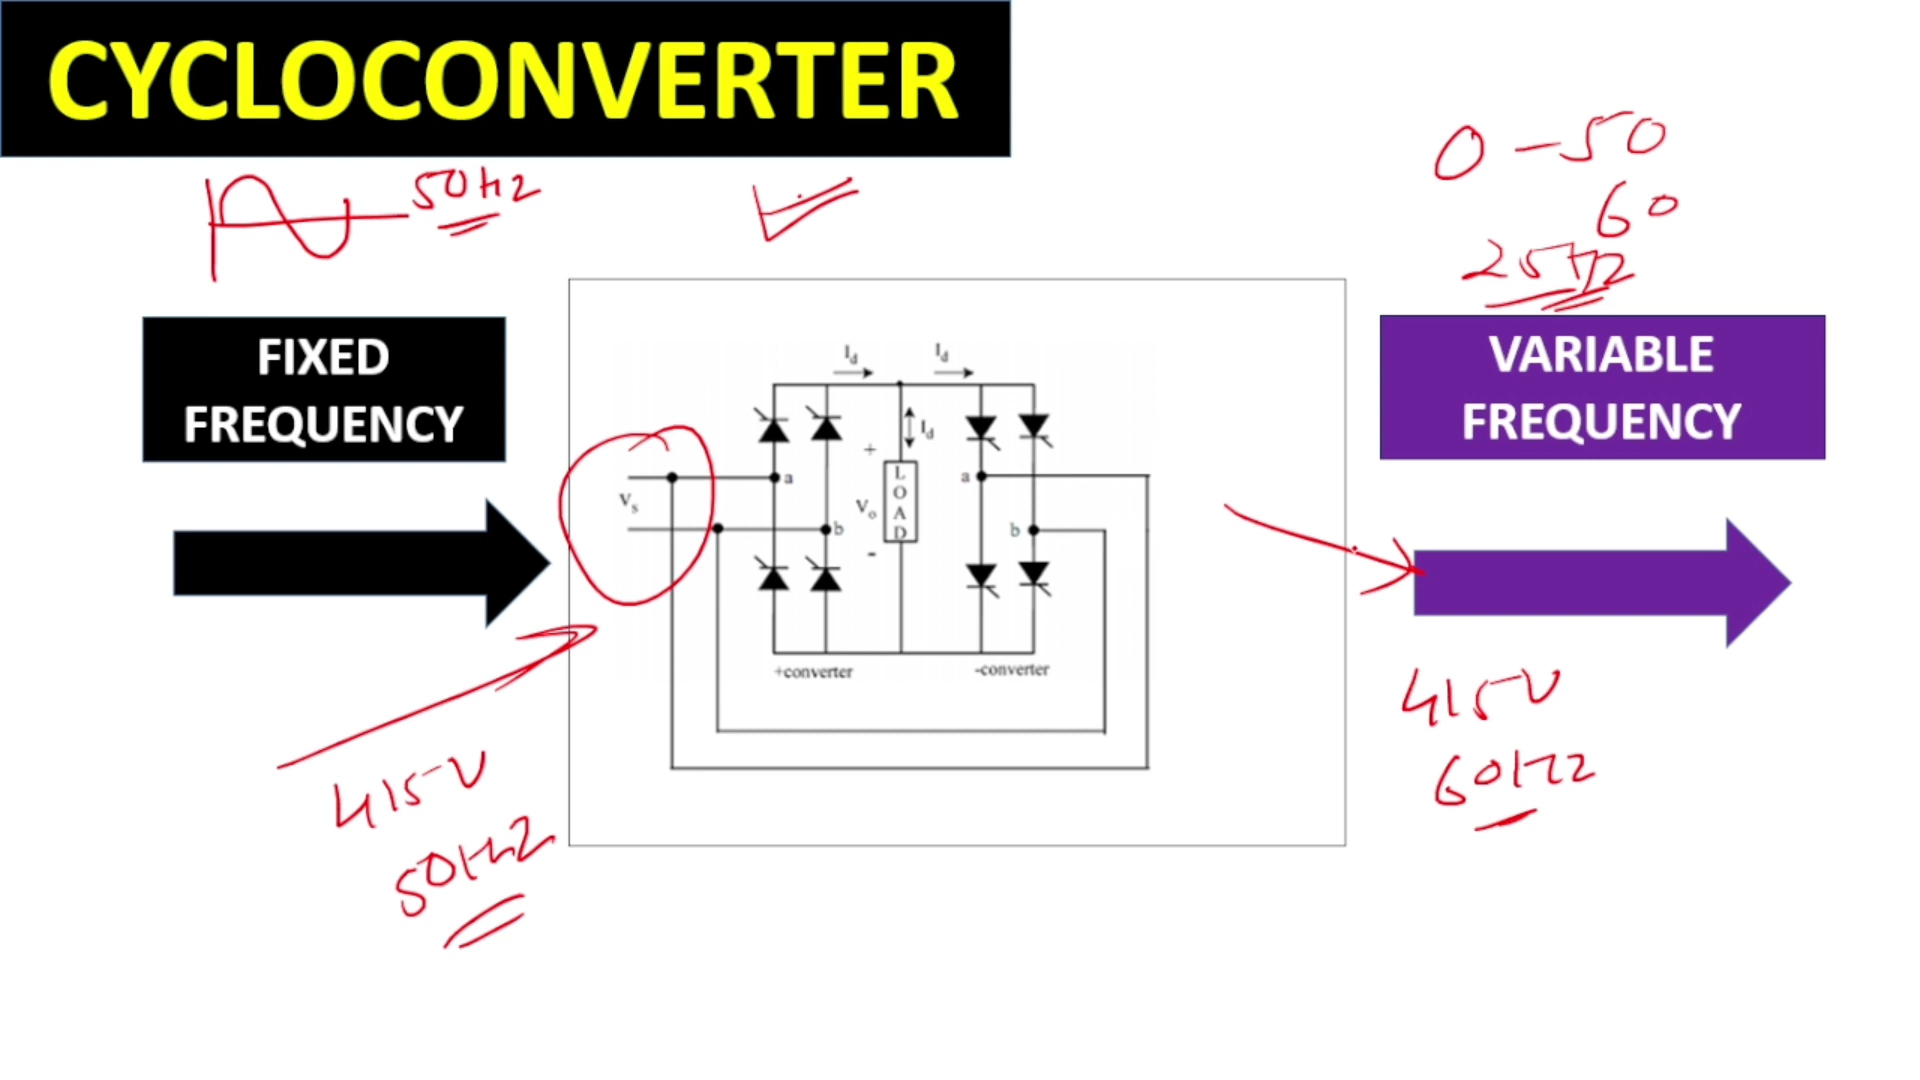 CYCLOCONVERTER
50Hz
0-50
60
25Hz
FIXED
FREQUENCY
VARIABLE
FREQUENCY
Id
Id
Id
+
Vs
a
b
Vo
LOAD
-
a
b
+converter
-converter
415V
50Hz
415V
60Hz